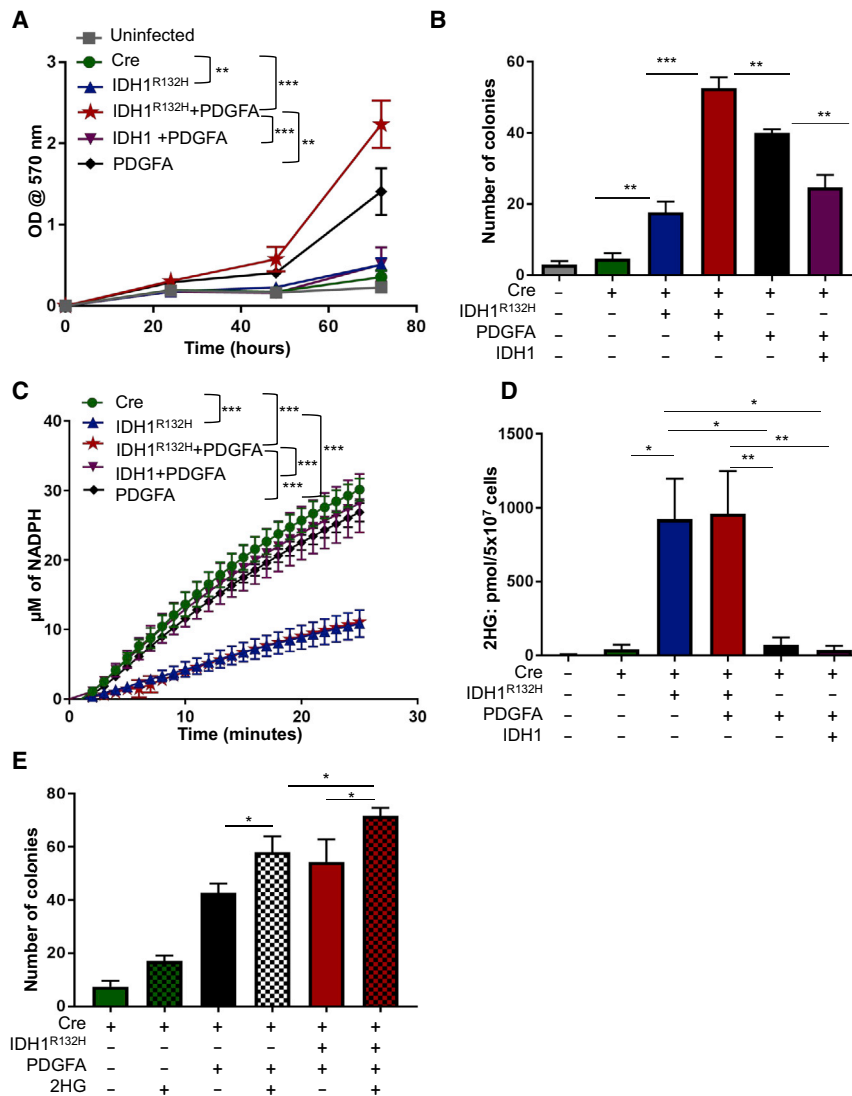 A
Uninfected
Cre
IDH1R132H
IDH1R132H+PDGFA
IDH1 +PDGFA
PDGFA
**
***
***
**
3
2
1
0
OD @ 570 nm
0 20 40 60 80
Time (hours)
B
60
40
20
0
Number of colonies
**
***
**
**
Cre – + + + + +
IDH1R132H – – + + – –
PDGFA – – – + + +
IDH1 – – – – – +
C
Cre
IDH1R132H
IDH1R132H+PDGFA
IDH1+PDGFA
PDGFA
***
***
***
***
***
40
30
20
10
0
µM of NADPH
0 10 20 30
Time (minutes)
D
1500
1000
500
0
2HG: pmol/5x107 cells
*
*
*
**
**
Cre – + + + + +
IDH1R132H – – + + – –
PDGFA – – – + + +
IDH1 – – – – – +
E
80
60
40
20
0
Number of colonies
*
*
*
Cre + + + + + +
IDH1R132H – – – – + +
PDGFA – – + + + +
2HG – + – + – +